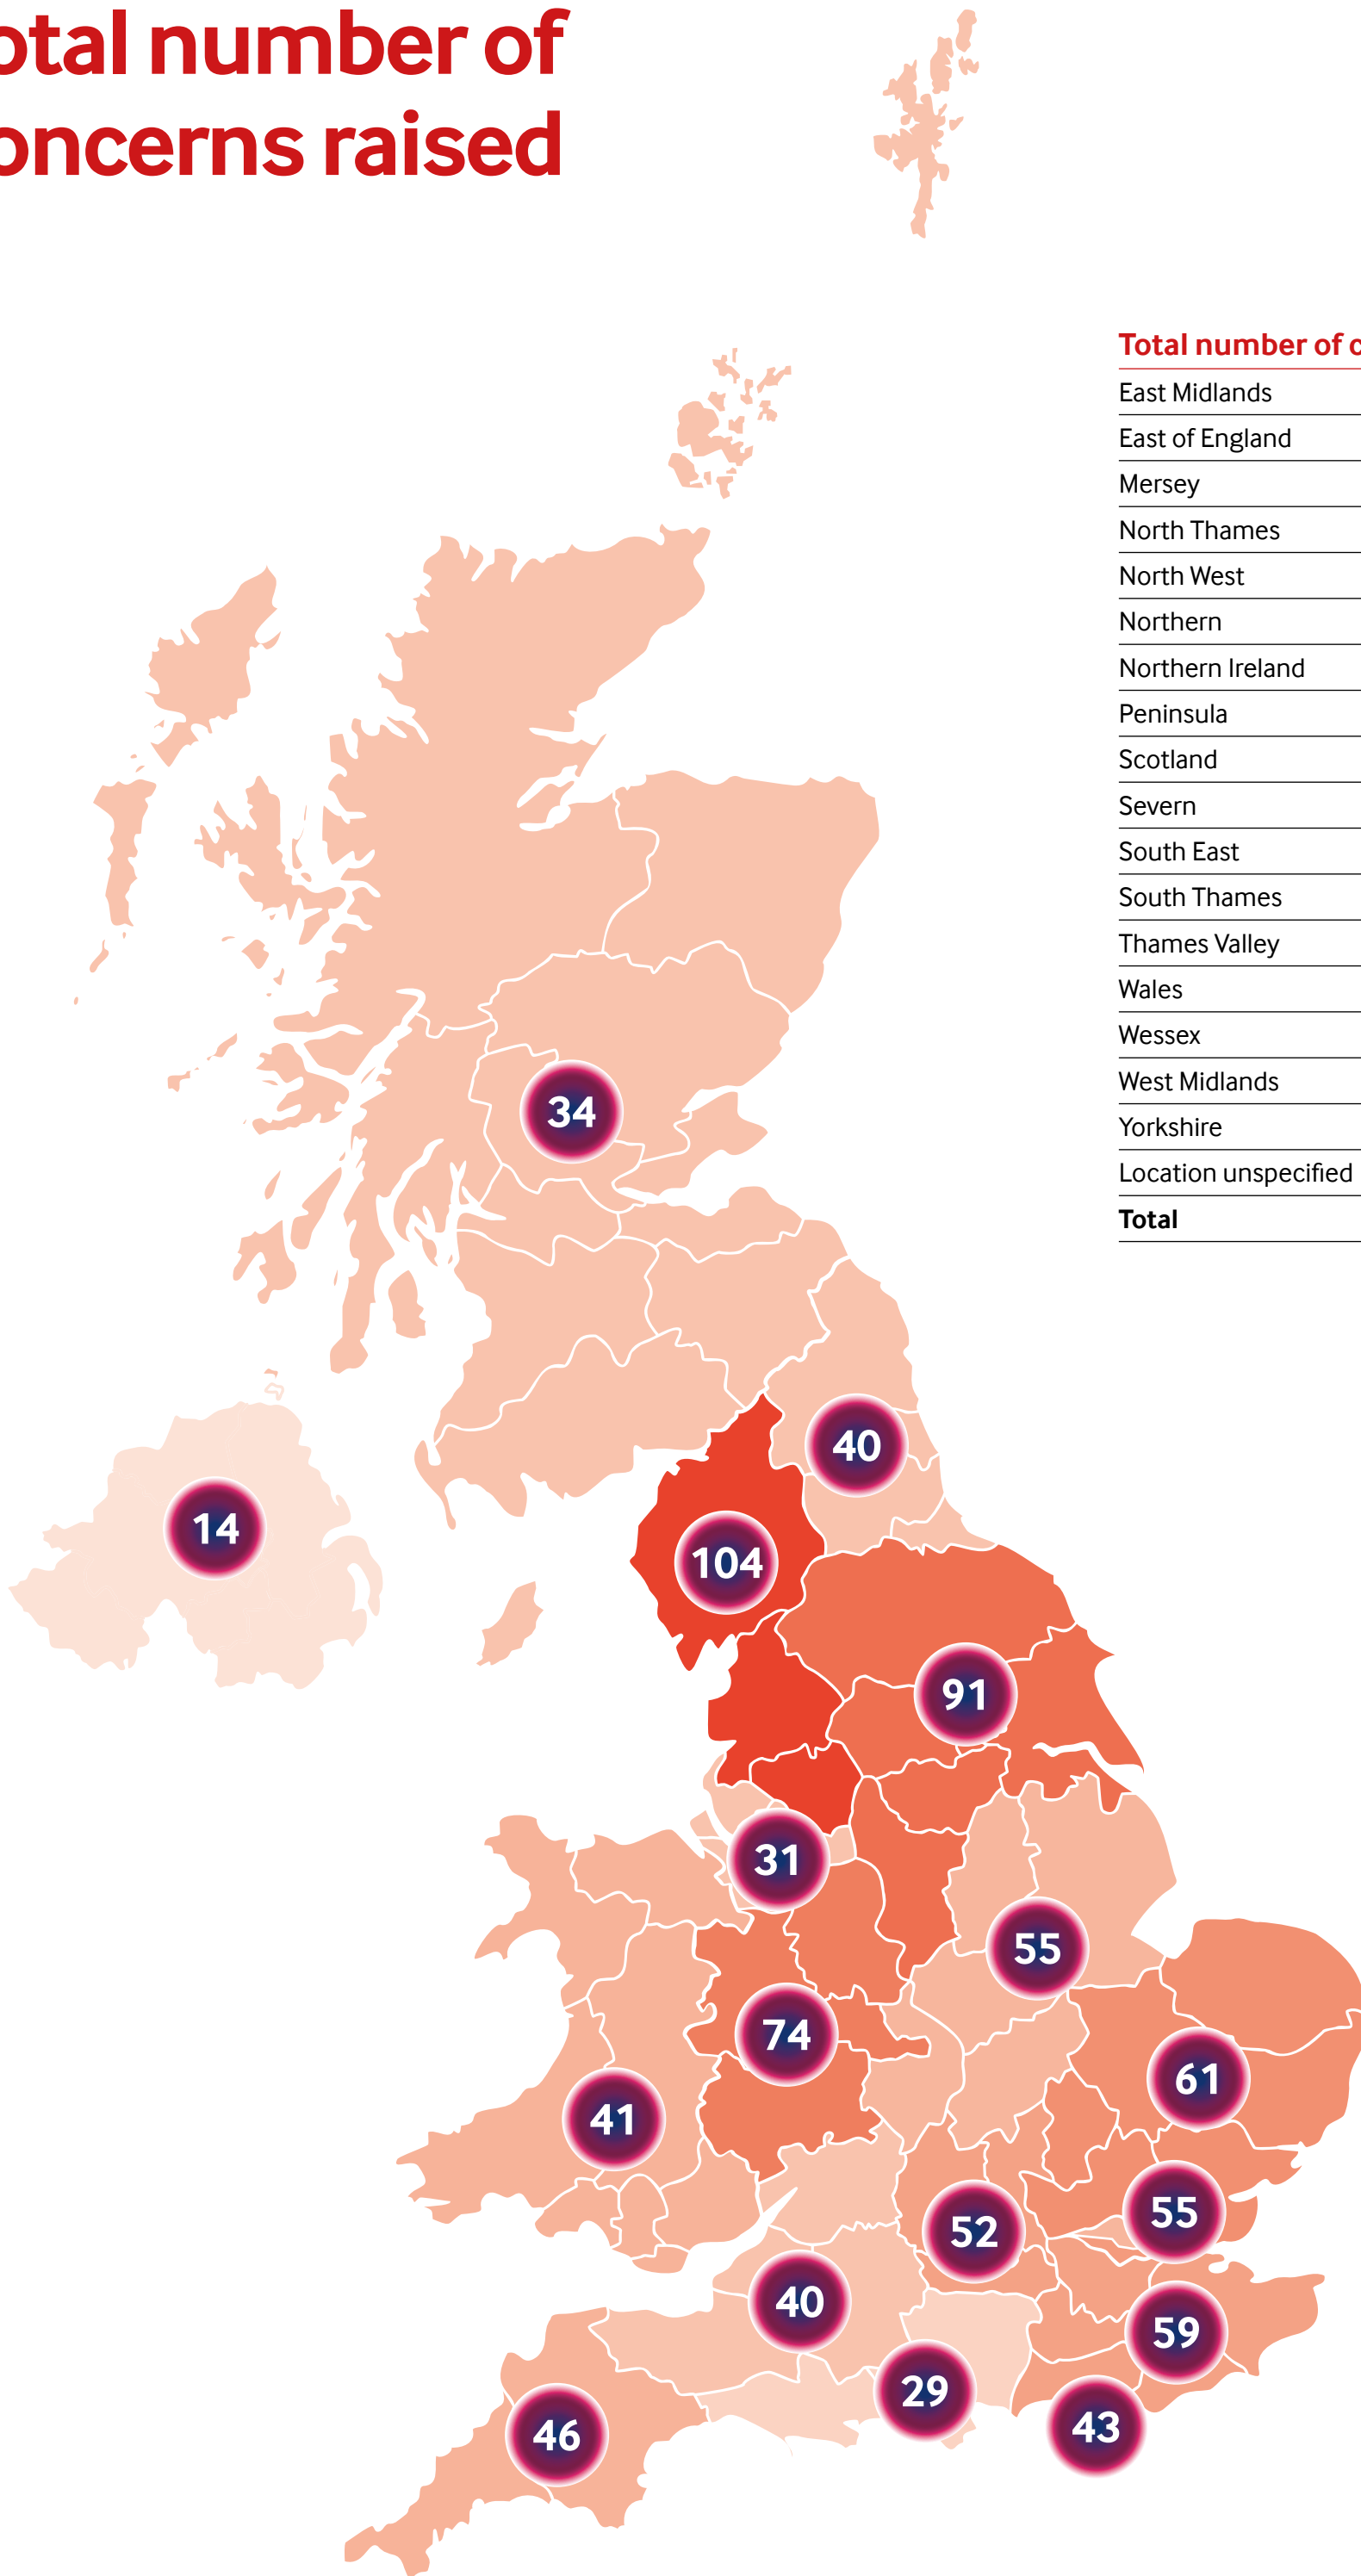 otal number of
oncerns raised
Total number of c
East Midlands
East of England
Mersey
North Thames
North West
Northern
Northern Ireland
Peninsula
Scotland
Severn
South East
South Thames
Thames Valley
Wales
Wessex
West Midlands
Yorkshire
Location unspecified
Total
34
40
14
104
91
31
55
74
61
41
55
52
40
59
29
43
46